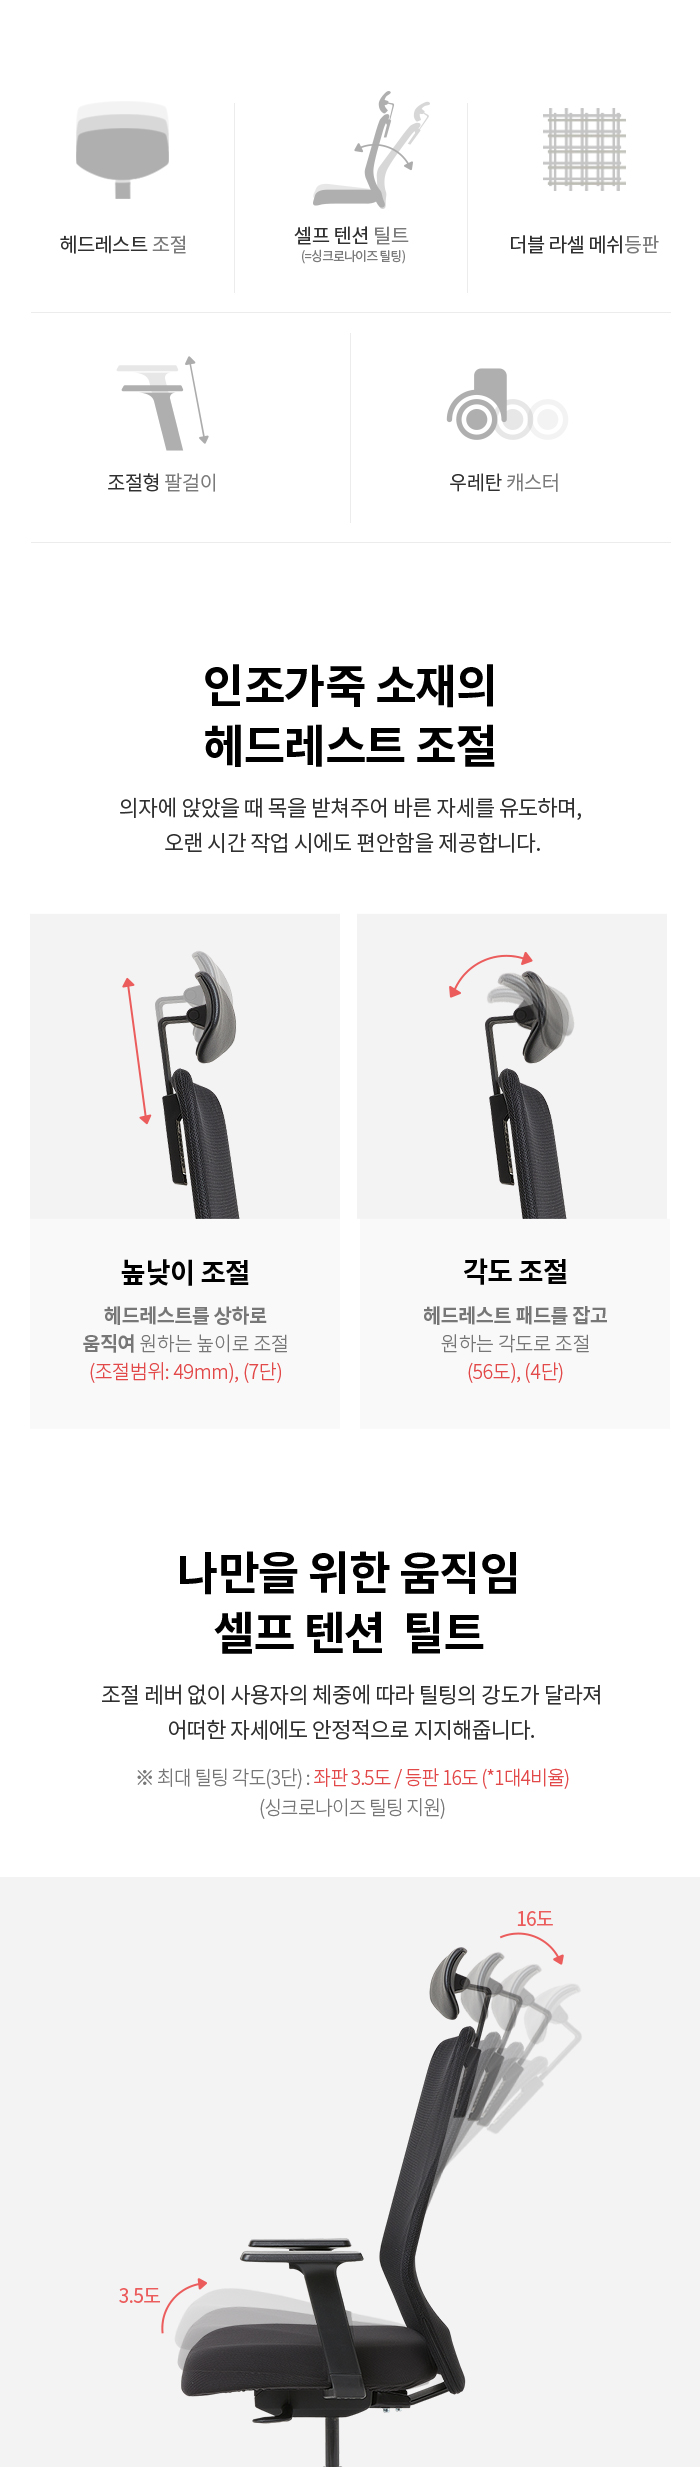 헤드레스트 조절
셀프 텐션 틸트
(=싱크로나이즈 틸팅)
더블 라셀 메쉬등판
조절형 팔걸이
우레탄 캐스터
인조가죽 소재의
헤드레스트 조절
의자에 앉았을 때 목을 받쳐주어 바른 자세를 유도하며,
오랜 시간 작업 시에도 편안함을 제공합니다.
높낮이 조절
헤드레스트를 상하로
움직여 원하는 높이로 조절
(조절범위: 49mm), (7단)
각도 조절
헤드레스트 패드를 잡고
원하는 각도로 조절
(56도), (4단)
나만을 위한 움직임
셀프 텐션 틸트
조절 레버 없이 사용자의 체중에 따라 틸팅의 강도가 달라져
어떠한 자세에도 안정적으로 지지해줍니다.
※ 최대 틸팅 각도(3단) : 좌판 3.5도 / 등판 16도 (*1대4비율)
(싱크로나이즈 틸팅 지원)
16도
3.5도